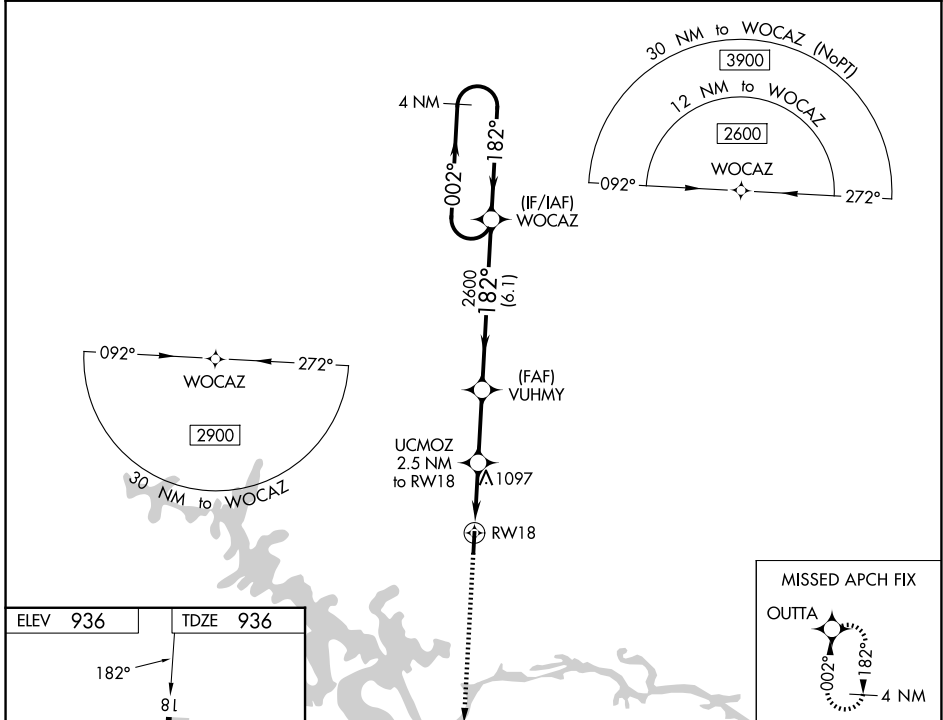 30 NM to WOCAZ (NoPT)
3900
12 NM to WOCAZ
2600
WOCAZ
092°
272°
4 NM
182°
002°
(IF/IAF)
WOCAZ
2600
182°
(6.1)
092°
272°
WOCAZ
2900
30 NM to WOCAZ
(FAF)
VUHMY
UCMOZ
2.5 NM
to RW18
1097
RW18
MISSED APCH FIX
OUTTA
002°
182°
4 NM
ELEV 936
TDZE 936
182°
18